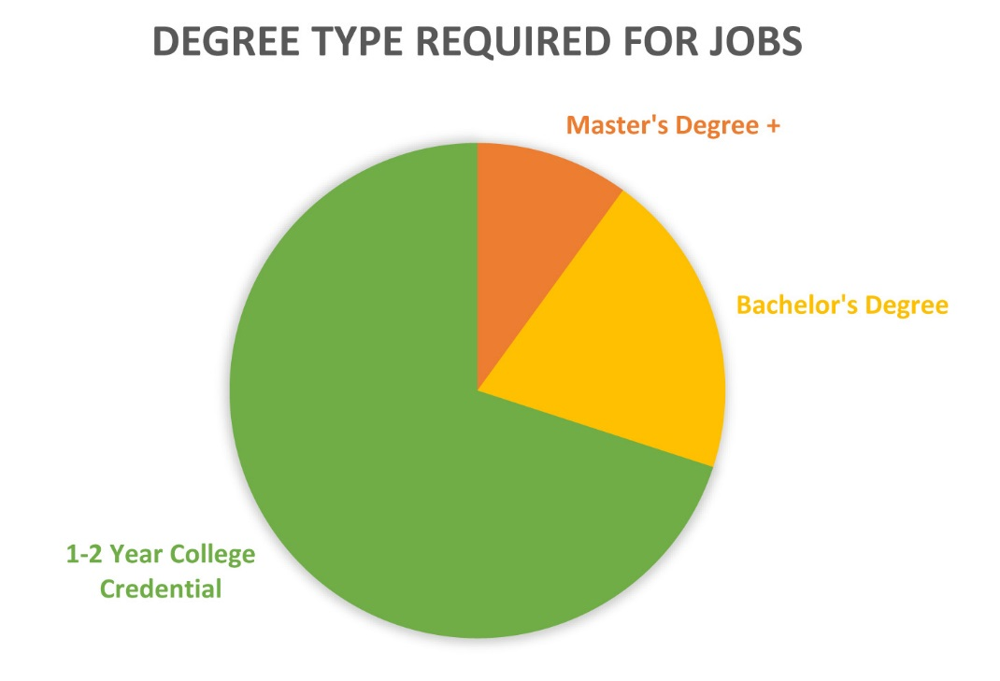 DEGREE TYPE REQUIRED FOR JOBS
Master's Degree +
Bachelor's Degree
1-2 Year College
Credential